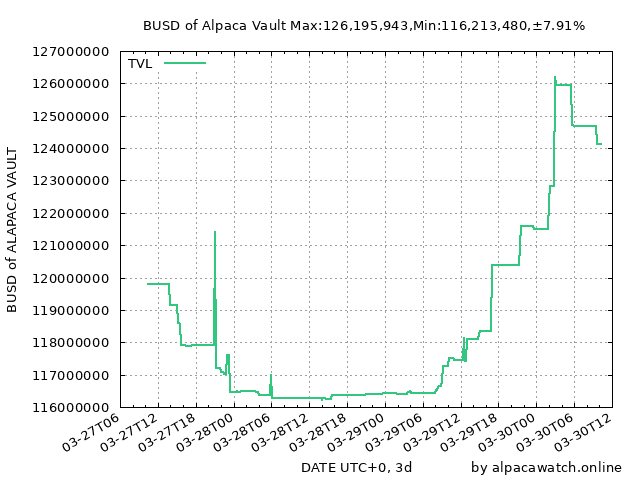 BUSD of Alpaca Vault Max:126,195,943,Min:116,213,480,±7.91%
TVL
127000000
126000000
125000000
124000000
123000000
122000000
121000000
120000000
119000000
118000000
117000000
116000000
BUSD of ALAPACA VAULT
03-27T06
03-27T12
03-27T18
03-28T00
03-28T06
03-28T12
03-28T18
03-29T00
03-29T06
03-29T12
03-29T18
03-30T00
03-30T06
03-30T12
DATE UTC+0, 3d
by alpacawatch.online